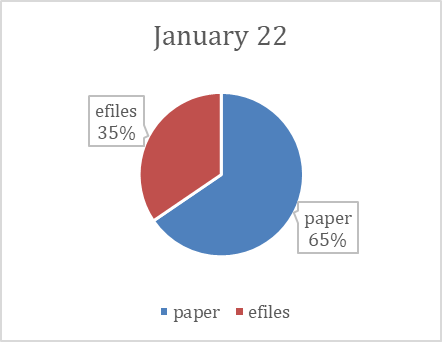 January 22
efiles
35%
paper
65%
paper efiles